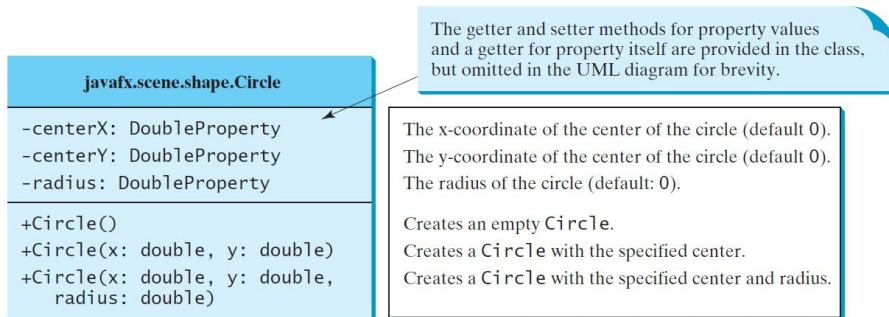 The getter and setter methods for property values
and a getter for property itself are provided in the class,
but omitted in the UML diagram for brevity.
javafx.scene.shape.Circle
-centerX: DoubleProperty
-centerY: DoubleProperty
-radius: DoubleProperty
The x-coordinate of the center of the circle (default 0).
The y-coordinate of the center of the circle (default 0).
The radius of the circle (default: 0).
+Circle()
+Circle(x: double, y: double)
+Circle(x: double, y: double,
radius: double)
Creates an empty Circle.
Creates a Circle with the specified center.
Creates a Circle with the specified center and radius.